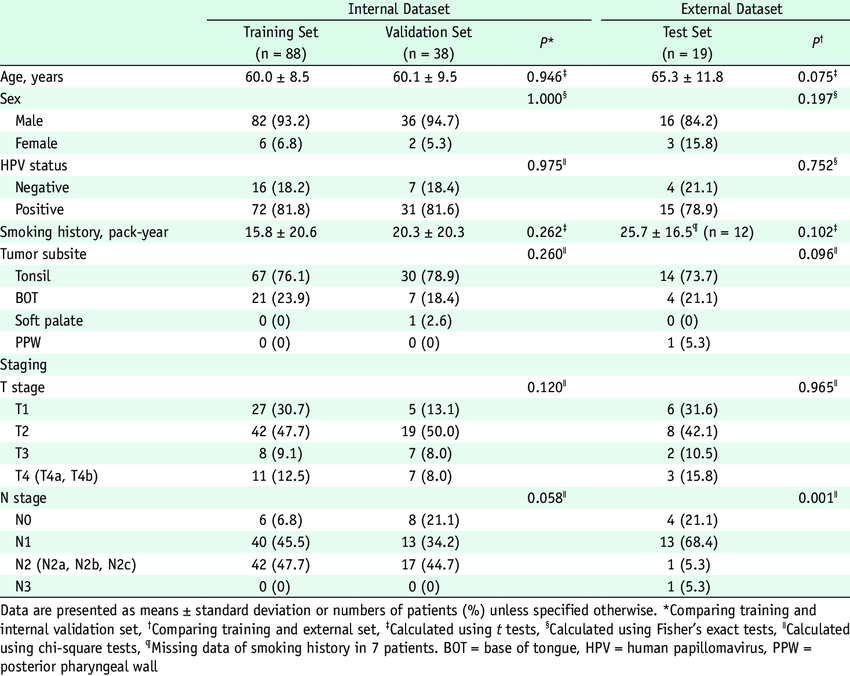 Internal Dataset External Dataset
Training Set (n = 88) Validation Set (n = 38) P* Test Set (n = 19) P†
Age, years 60.0 ± 8.5 60.1 ± 9.5 0.946‡ 65.3 ± 11.8 0.075‡
Sex 1.000§ 0.197§
Male 82 (93.2) 36 (94.7) 16 (84.2)
Female 6 (6.8) 2 (5.3) 3 (15.8)
HPV status 0.975‖ 0.752§
Negative 16 (18.2) 7 (18.4) 4 (21.1)
Positive 72 (81.8) 31 (81.6) 15 (78.9)
Smoking history, pack-year 15.8 ± 20.6 20.3 ± 20.3 0.262‡ 25.7 ± 16.5¶ (n = 12) 0.102‡
Tumor subsite 0.260‖ 0.096‖
Tonsil 67 (76.1) 30 (78.9) 14 (73.7)
BOT 21 (23.9) 7 (18.4) 4 (21.1)
Soft palate 0 (0) 1 (2.6) 0 (0)
PPW 0 (0) 0 (0) 1 (5.3)
Staging
T stage 0.120‖ 0.965‖
T1 27 (30.7) 5 (13.1) 6 (31.6)
T2 42 (47.7) 19 (50.0) 8 (42.1)
T3 8 (9.1) 7 (8.0) 2 (10.5)
T4 (T4a, T4b) 11 (12.5) 7 (8.0) 3 (15.8)
N stage 0.058‖ 0.001‖
N0 6 (6.8) 8 (21.1) 4 (21.1)
N1 40 (45.5) 13 (34.2) 13 (68.4)
N2 (N2a, N2b, N2c) 42 (47.7) 17 (44.7) 1 (5.3)
N3 0 (0) 0 (0) 1 (5.3)
Data are presented as means ± standard deviation or numbers of patients (%) unless specified otherwise. *Comparing training and
internal validation set, †Comparing training and external set, ‡Calculated using t tests, §Calculated using Fisher's exact tests, ‖Calculated
using chi-square tests, ¶Missing data of smoking history in 7 patients. BOT = base of tongue, HPV = human papillomavirus, PPW =
posterior pharyngeal wall